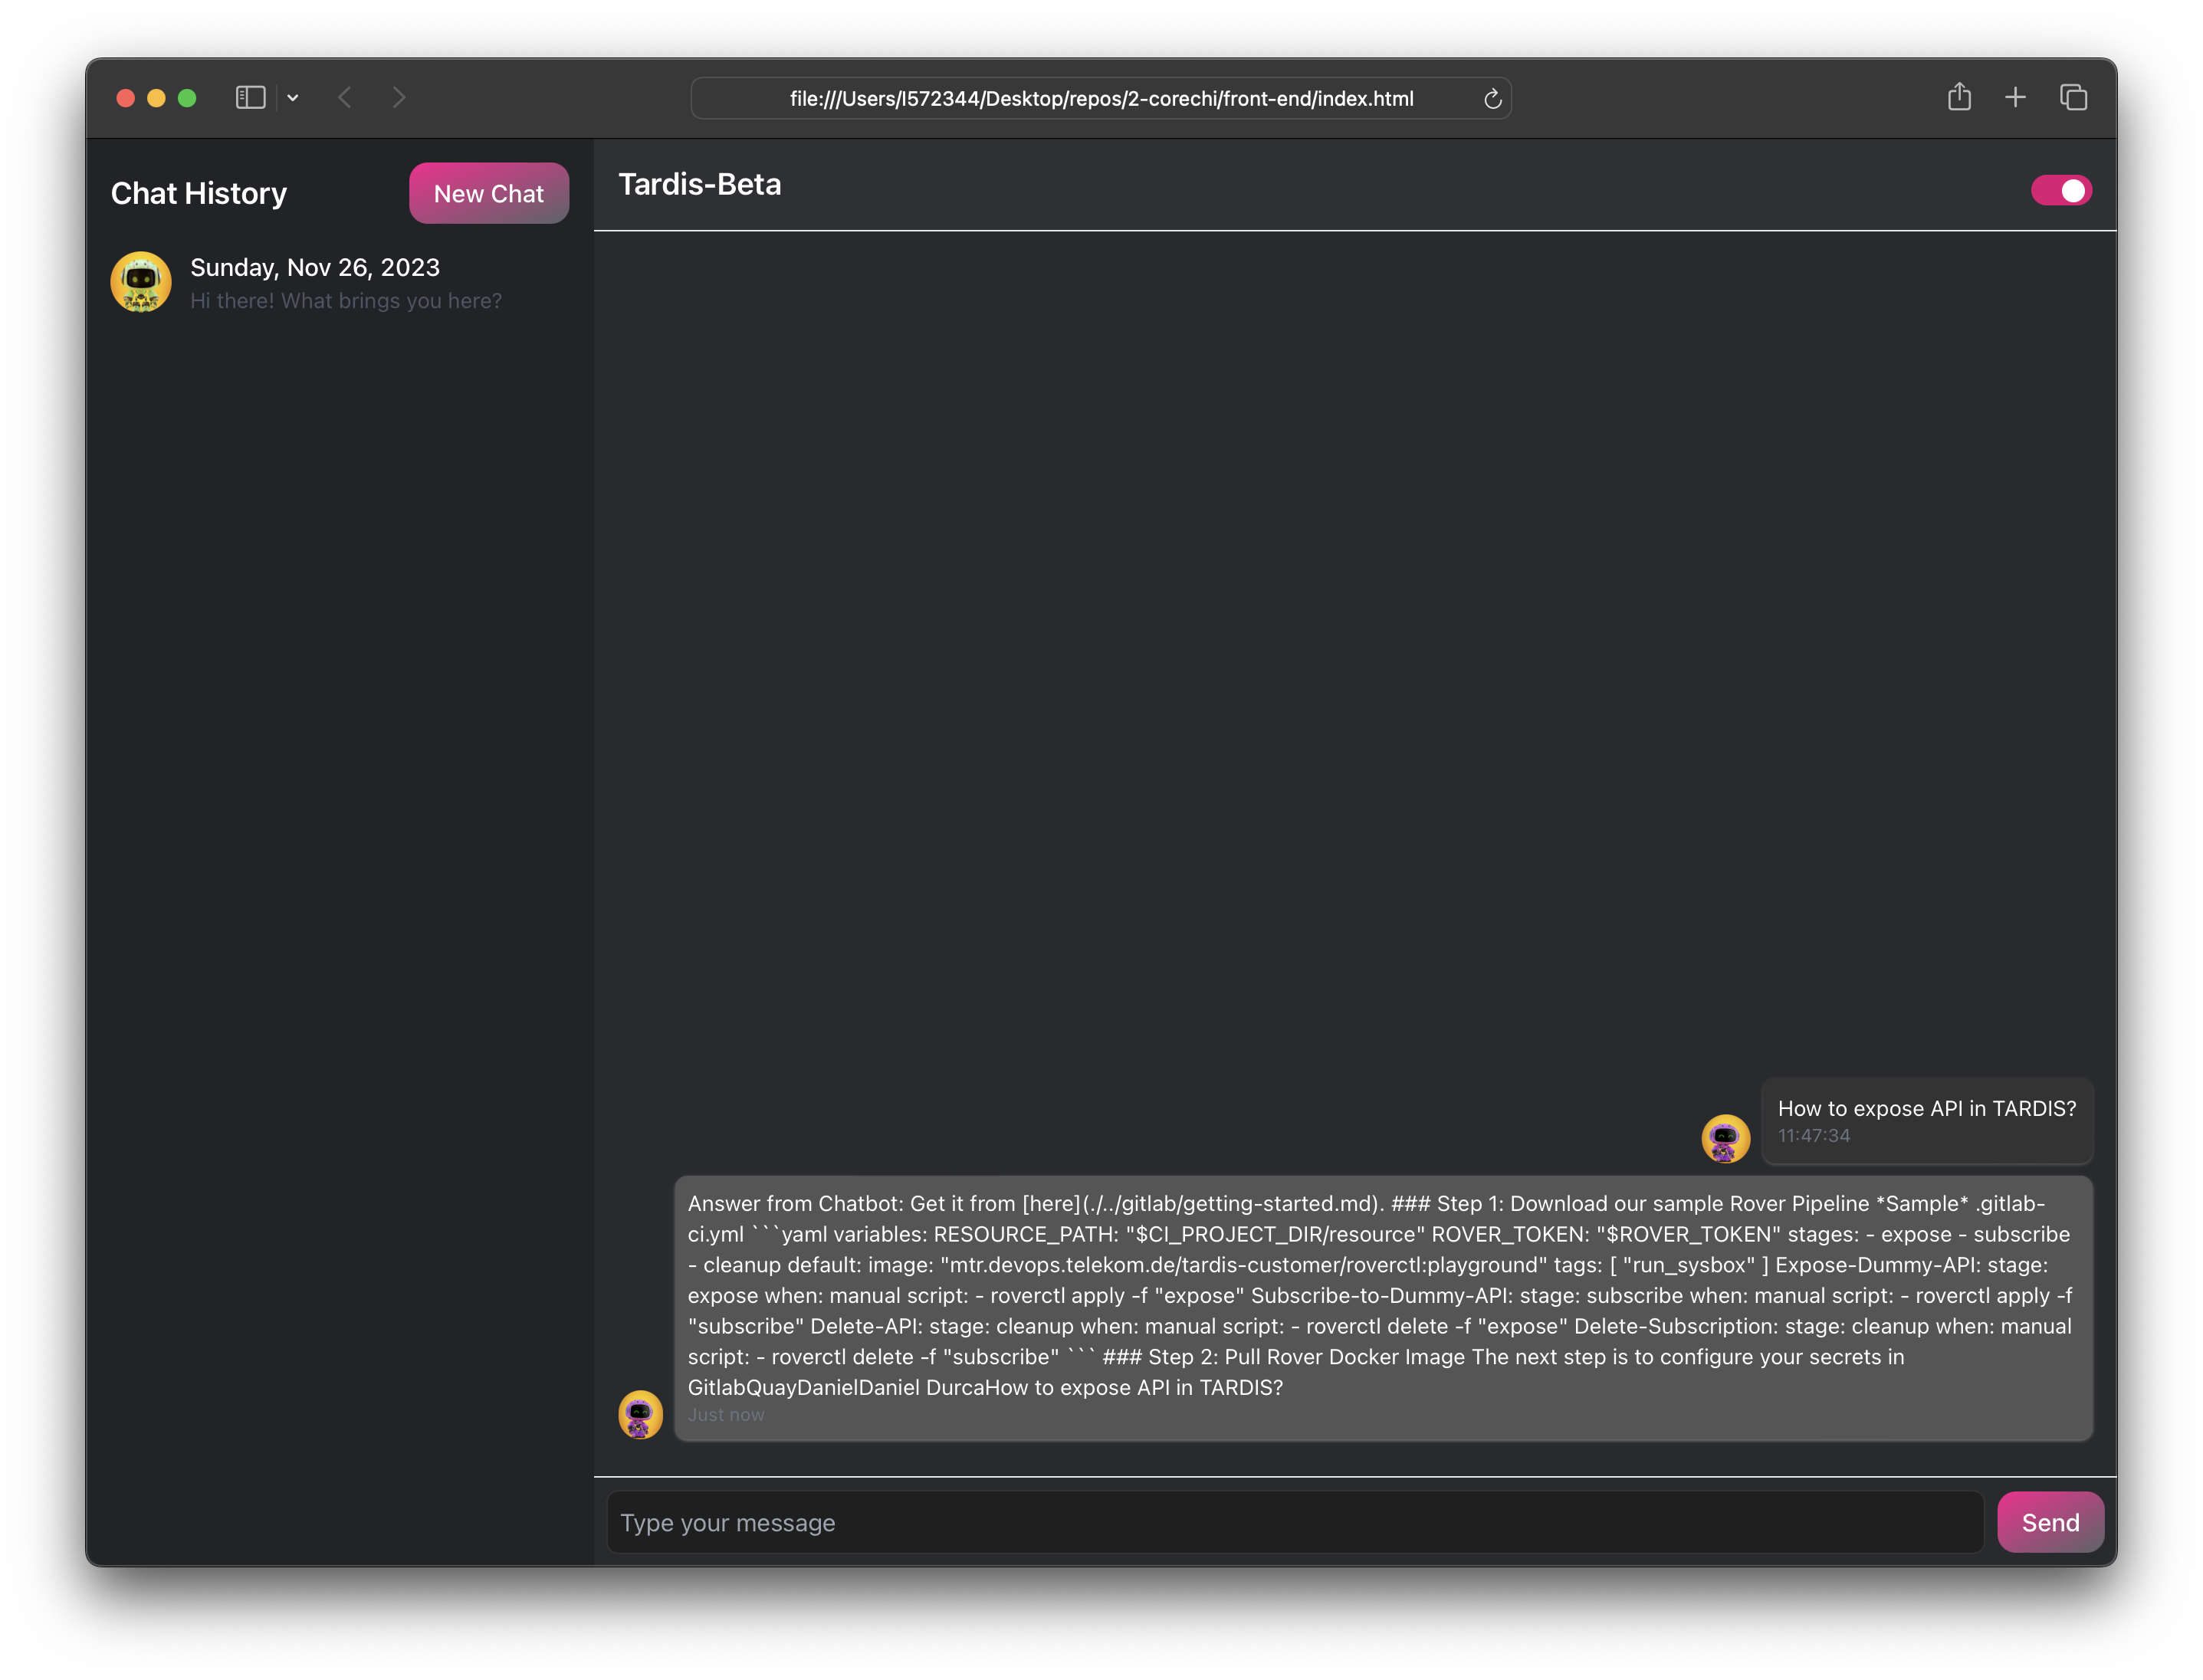 file:///Users/I572344/Desktop/repos/2-corechi/front-end/index.html
Chat History
New Chat
Sunday, Nov 26, 2023
Hi there! What brings you here?
Tardis-Beta
How to expose API in TARDIS?
11:47:34
Answer from Chatbot: Get it from [here](./../gitlab/getting-started.md). ### Step 1: Download our sample Rover Pipeline *Sample* .gitlab-
ci.yml ```yaml variables: RESOURCE_PATH: "$CI_PROJECT_DIR/resource" ROVER_TOKEN: "$ROVER_TOKEN" stages: - expose - subscribe
- cleanup default: image: "mtr.devops.telekom.de/tardis-customer/roverctl:playground" tags: [ "run_sysbox" ] Expose-Dummy-API: stage:
expose when: manual script: - roverctl apply -f "expose" Subscribe-to-Dummy-API: stage: subscribe when: manual script: - roverctl apply -f
"subscribe" Delete-API: stage: cleanup when: manual script: - roverctl delete -f "expose" Delete-Subscription: stage: cleanup when: manual
script: - roverctl delete -f "subscribe" ``` ### Step 2: Pull Rover Docker Image The next step is to configure your secrets in
GitlabQuayDanielDaniel DurcaHow to expose API in TARDIS?
Just now
Type your message
Send